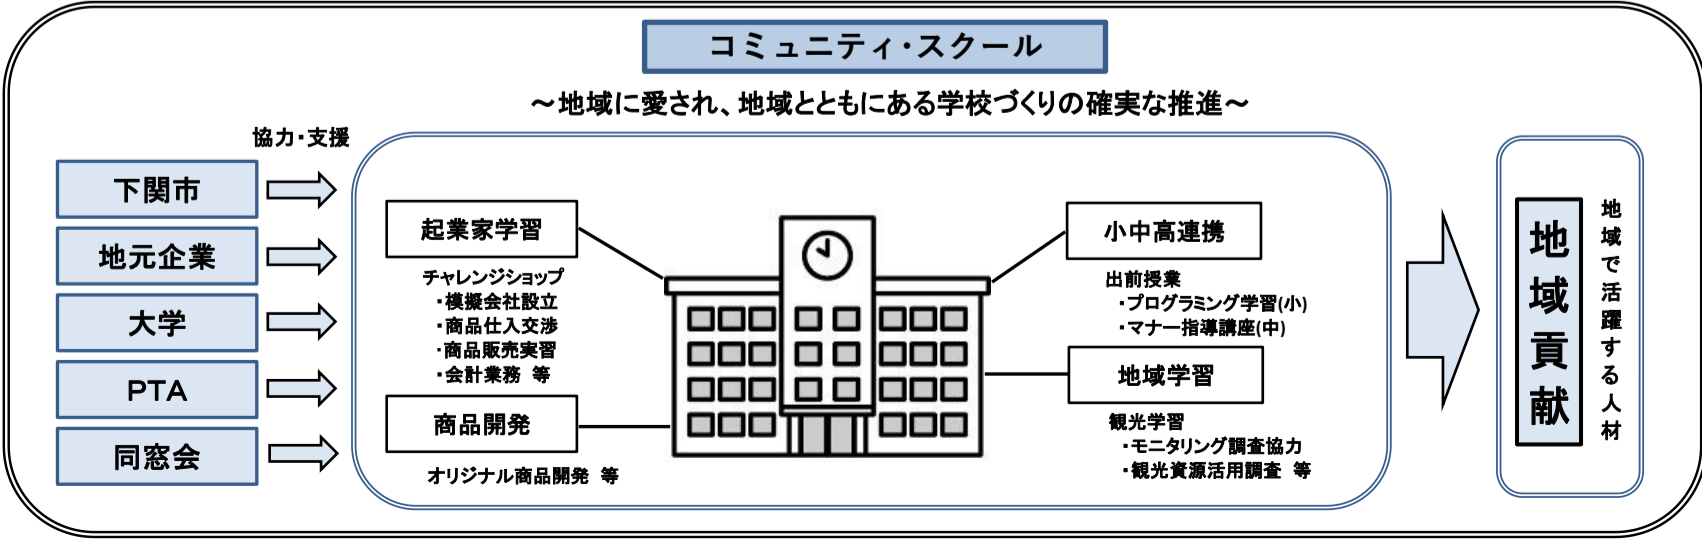 コミュニティ・スクール
～地域に愛され、地域とともにある学校づくりの確実な推進～
協力・支援
下関市
地元企業
大学
PTA
同窓会
起業家学習
チャレンジショップ
・模擬会社設立
・商品仕入交渉
・商品販売実習
・会計業務 等
商品開発
オリジナル商品開発 等
小中高連携
出前授業
・プログラミング学習(小)
・マナー指導講座(中)
地域学習
観光学習
・モニタリング調査協力
・観光資源活用調査 等
地域貢献
地域で活躍する人材